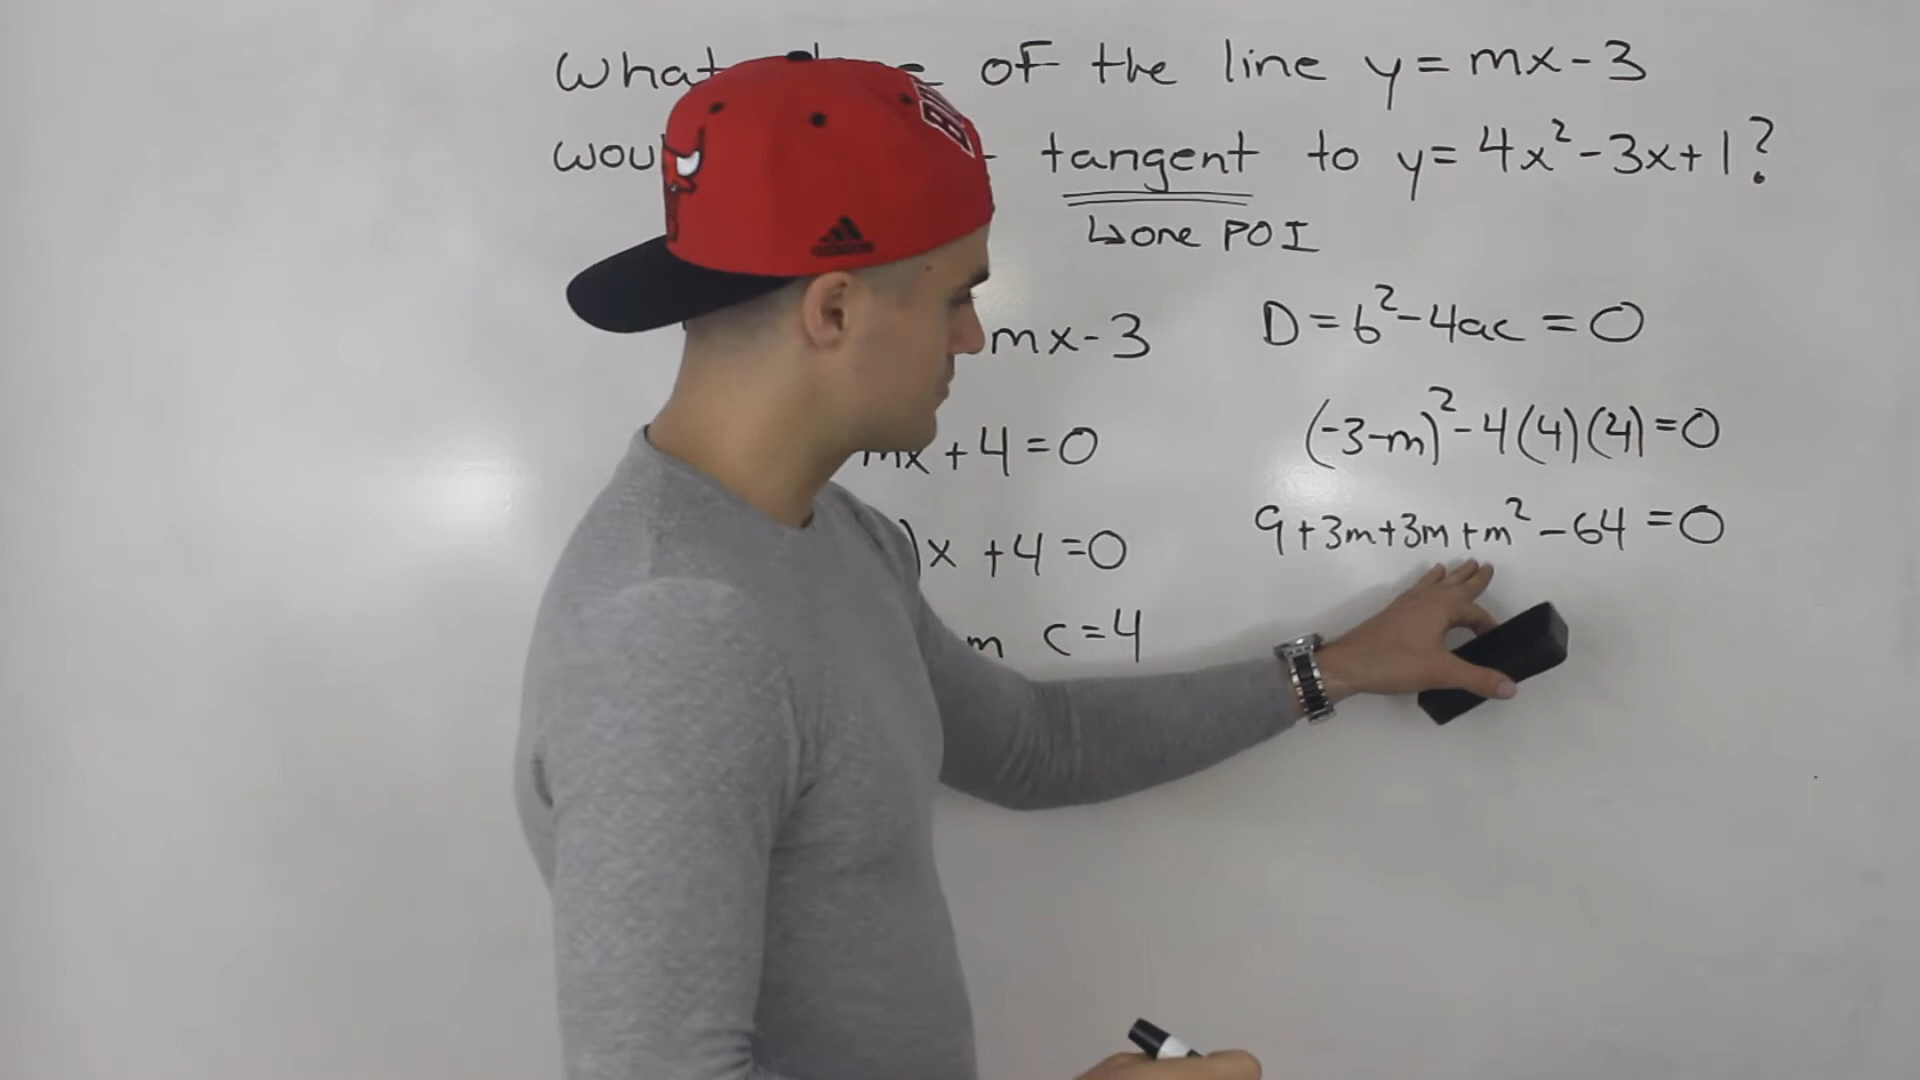 What of the line y = mx - 3
tangent to y = 4x² - 3x + 1?
↳ one POI
mx - 3
D = b² - 4ac = 0
mx + 4 = 0
(-3-m)² - 4(4)(4) = 0
)x + 4 = 0
9 + 3m + 3m + m² - 64 = 0
m c = 4